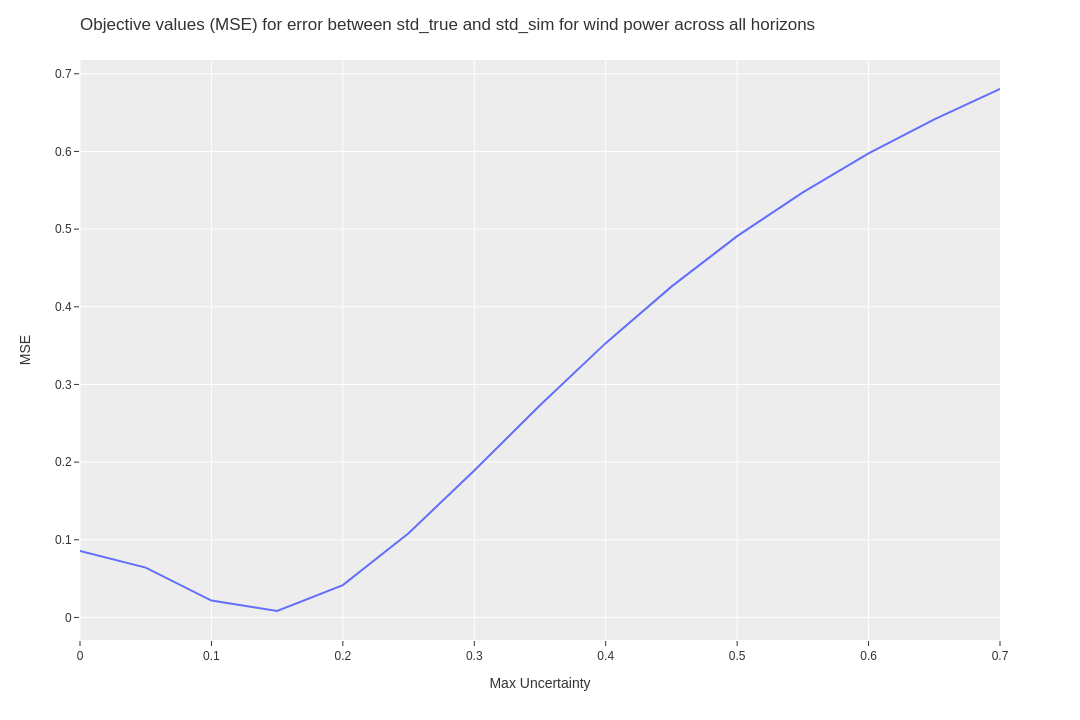 Objective values (MSE) for error between std_true and std_sim for wind power across all horizons
0.7
0.6
0.5
0.4
0.3
0.2
0.1
0
MSE
0 0.1 0.2 0.3 0.4 0.5 0.6 0.7
Max Uncertainty